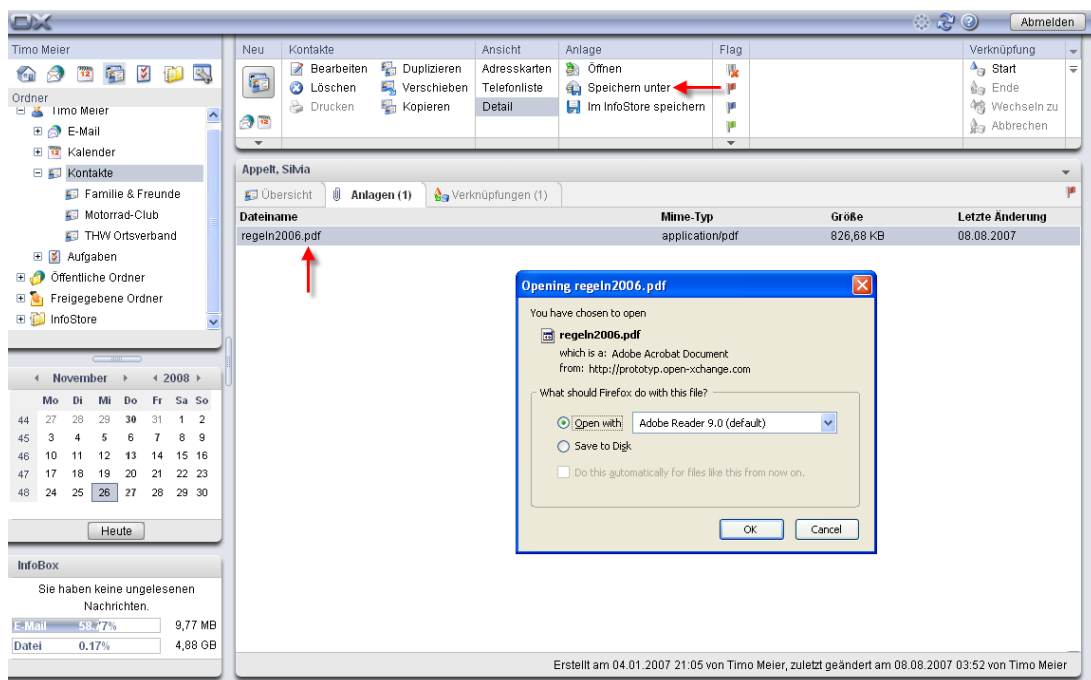 OX
Abmelden
Timo Meier
Ordner
Timo Meier
E-Mail
Kalender
Kontakte
Familie & Freunde
Motorrad-Club
THW Ortsverband
Aufgaben
Öffentliche Ordner
Freigegebene Ordner
InfoStore
November 2008
Mo Di Mi Do Fr Sa So
44 27 28 29 30 31 1 2
45 3 4 5 6 7 8 9
46 10 11 12 13 14 15 16
47 17 18 19 20 21 22 23
48 24 25 26 27 28 29 30
Heute
InfoBox
Sie haben keine ungelesenen
Nachrichten.
E-Mail 58.77% 9,77 MB
Datei 0.17% 4,88 GB
Neu Kontakte Ansicht Anlage Flag Verknüpfung
Bearbeiten Duplizieren Adresskarten Öffnen Start
Löschen Verschieben Telefonliste Speichern unter Ende
Drucken Kopieren Detail Im InfoStore speichern Wechseln zu
Abbrechen
Appelt, Silvia
Übersicht Anlagen (1) Verknüpfungen (1)
Dateiname Mime-Typ Größe Letzte Änderung
regeln2006.pdf application/pdf 826,68 KB 08.08.2007
Opening regeln2006.pdf
You have chosen to open
regeln2006.pdf
which is a: Adobe Acrobat Document
from: http://prototyp.open-xchange.com
What should Firefox do with this file?
Open with Adobe Reader 9.0 (default)
Save to Disk
Do this automatically for files like this from now on.
OK Cancel
Erstellt am 04.01.2007 21:05 von Timo Meier, zuletzt geändert am 08.08.2007 03:52 von Timo Meier